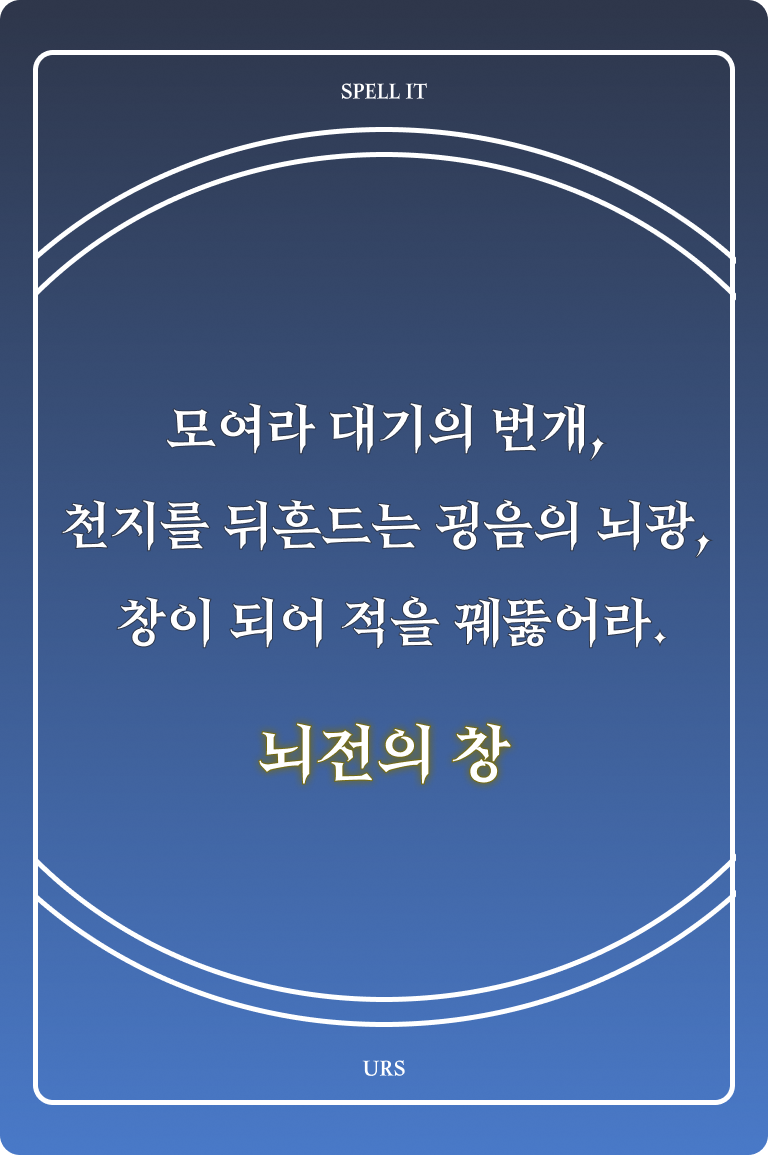 SPELL IT
모여라 대기의 번개,
천지를 뒤흔드는 굉음의 뇌광,
창이 되어 적을 꿰뚫어라.
뇌전의 창
URS